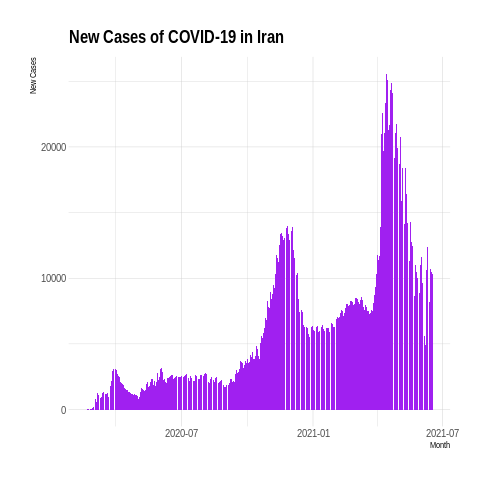 New Cases of COVID-19 in Iran
New Cases
20000
10000
0
2020-07
2021-01
2021-07
Month